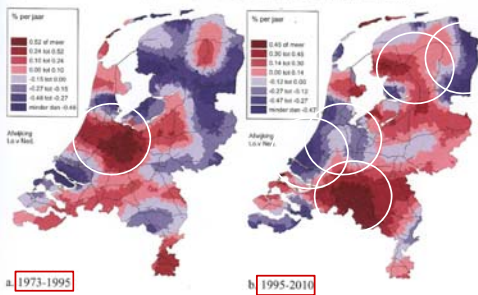 % per jaar
0.52 of meer
0.24 tot 0.52
0.10 tot 0.24
0.00 tot 0.10
-0.15 tot 0.00
-0.27 tot -0.15
-0.46 tot -0.27
minder dan -0.46
Afwijking
t.o.v Ned.
a. 1973-1995
% per jaar
0.45 of meer
0.30 tot 0.45
0.14 tot 0.30
0.00 tot 0.14
-0.12 tot 0.00
-0.27 tot -0.12
-0.47 tot -0.27
minder dan -0.47
Afwijking
t.o.v Ned.
b. 1995-2010